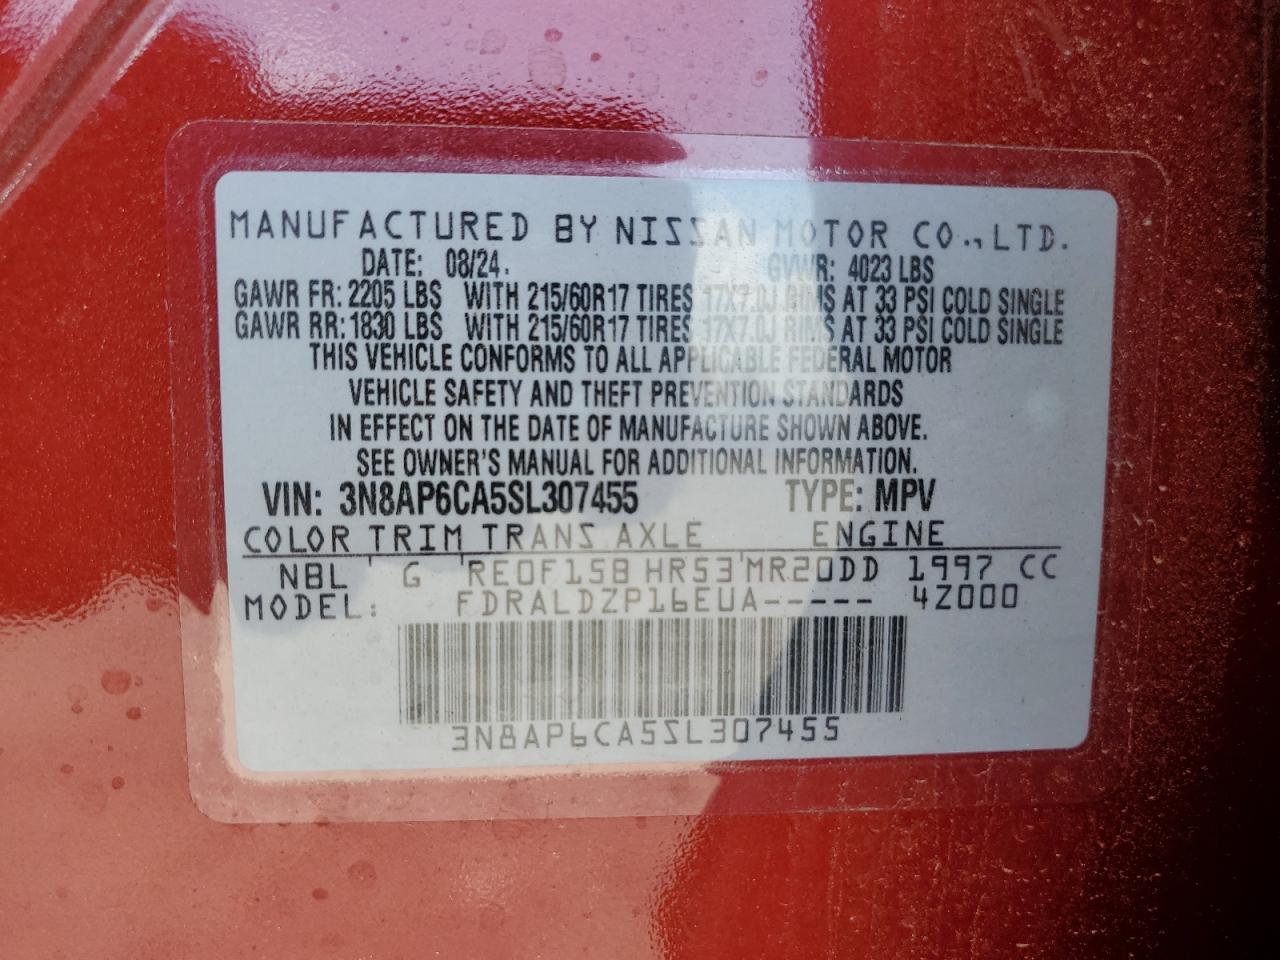 MANUFACTURED BY NISSAN MOTOR CO., LTD.
DATE: 08/24. GVWR: 4023 LBS
GAWR FR: 2205 LBS WITH 215/60R17 TIRES 17X7.0J RIMS AT 33 PSI COLD SINGLE
GAWR RR: 1830 LBS WITH 215/60R17 TIRES 17X7.0J RIMS AT 33 PSI COLD SINGLE
THIS VEHICLE CONFORMS TO ALL APPLICABLE FEDERAL MOTOR
VEHICLE SAFETY AND THEFT PREVENTION STANDARDS
IN EFFECT ON THE DATE OF MANUFACTURE SHOWN ABOVE.
SEE OWNER'S MANUAL FOR ADDITIONAL INFORMATION.
VIN: 3N8AP6CA5SL307455 TYPE: MPV
COLOR TRIM TRANS AXLE ENGINE
NBL ' G ' RE0F15B HR53'MR20DD 1997 CC
MODEL: FDRALDZP16EUA----- 4Z000
3N8AP6CA5SL307455